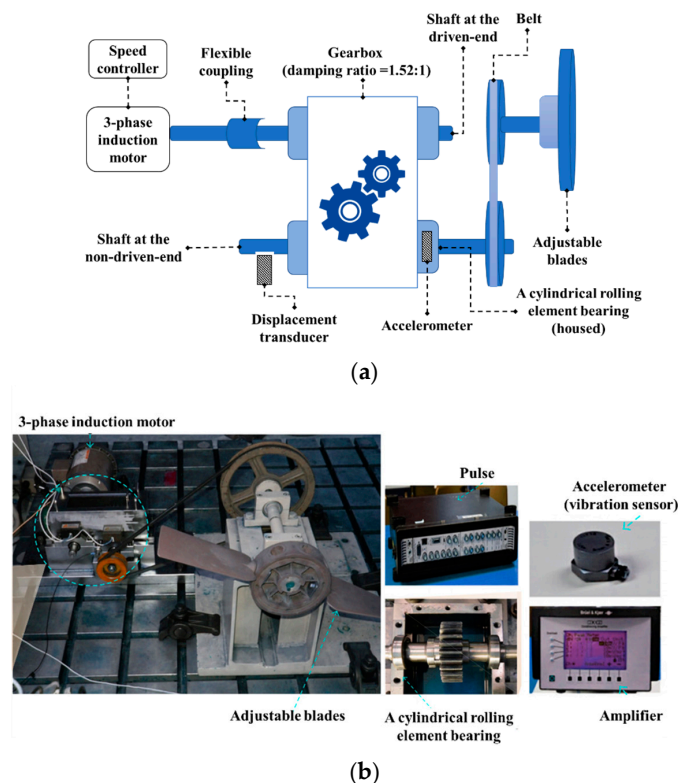 Speed
controller
3-phase
induction
motor
Flexible
coupling
Gearbox
(damping ratio =1.52:1)
Shaft at the
driven-end
Belt
Shaft at the
non-driven-end
Displacement
transducer
Accelerometer
A cylindrical rolling
element bearing
(housed)
Adjustable
blades
(a)
3-phase induction motor
Pulse
Accelerometer
(vibration sensor)
Adjustable blades
A cylindrical rolling
element bearing
Brüel & Kjær
Amplifier
(b)